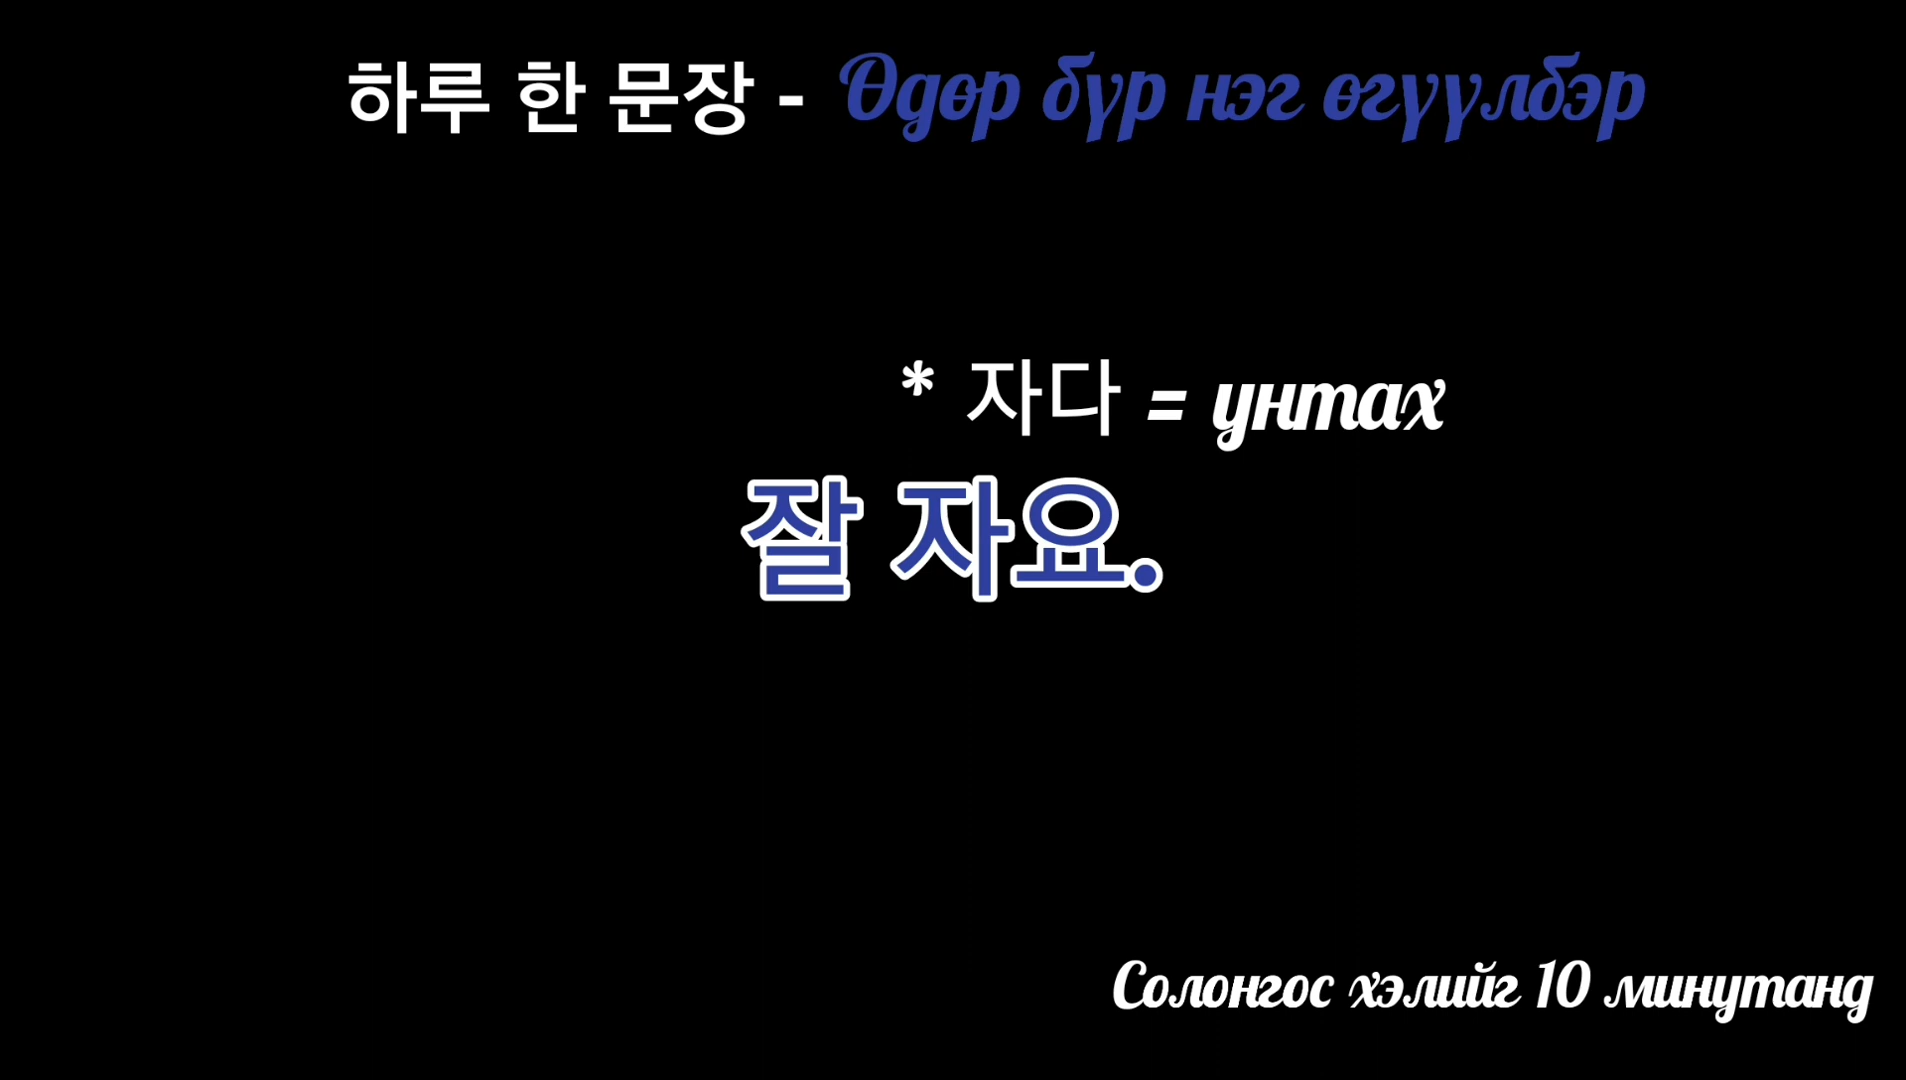 하루 한 문장 - Өдөр бүр нэг өгүүлбэр
* 자다 = унтах
잘 자요.
Солонгос хэлийг 10 минутанд